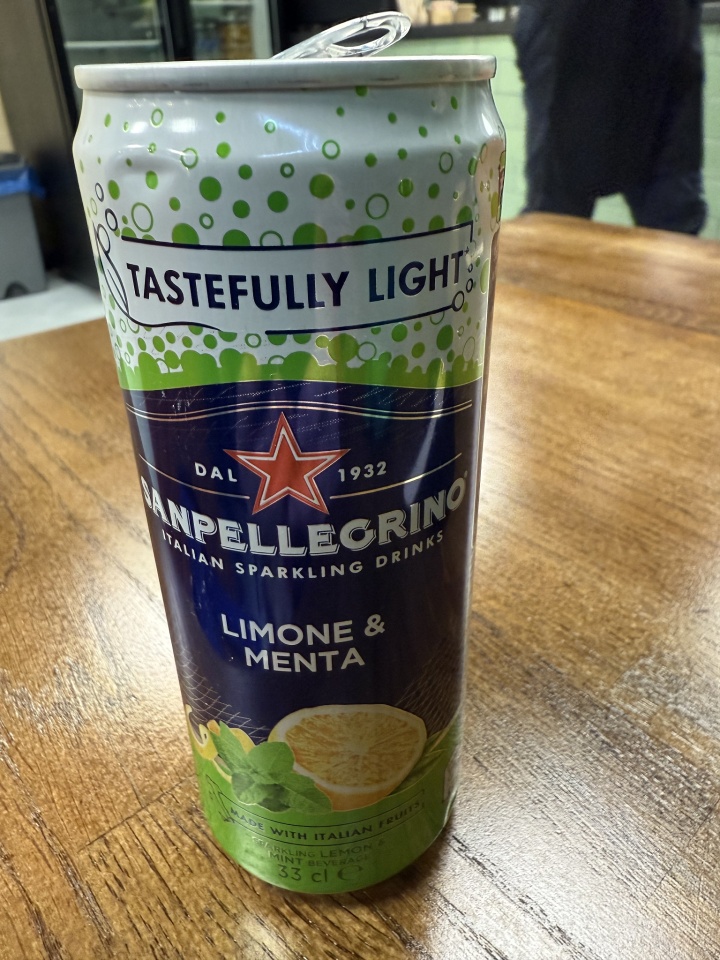 TASTEFULLY LIGHT
DAL 1932
SANPELLEGRINO
ITALIAN SPARKLING DRINKS
LIMONE &
MENTA
MADE WITH ITALIAN FRUITS
SPARKLING LEMON &
MINT BEVERAGE
33 cl ℮